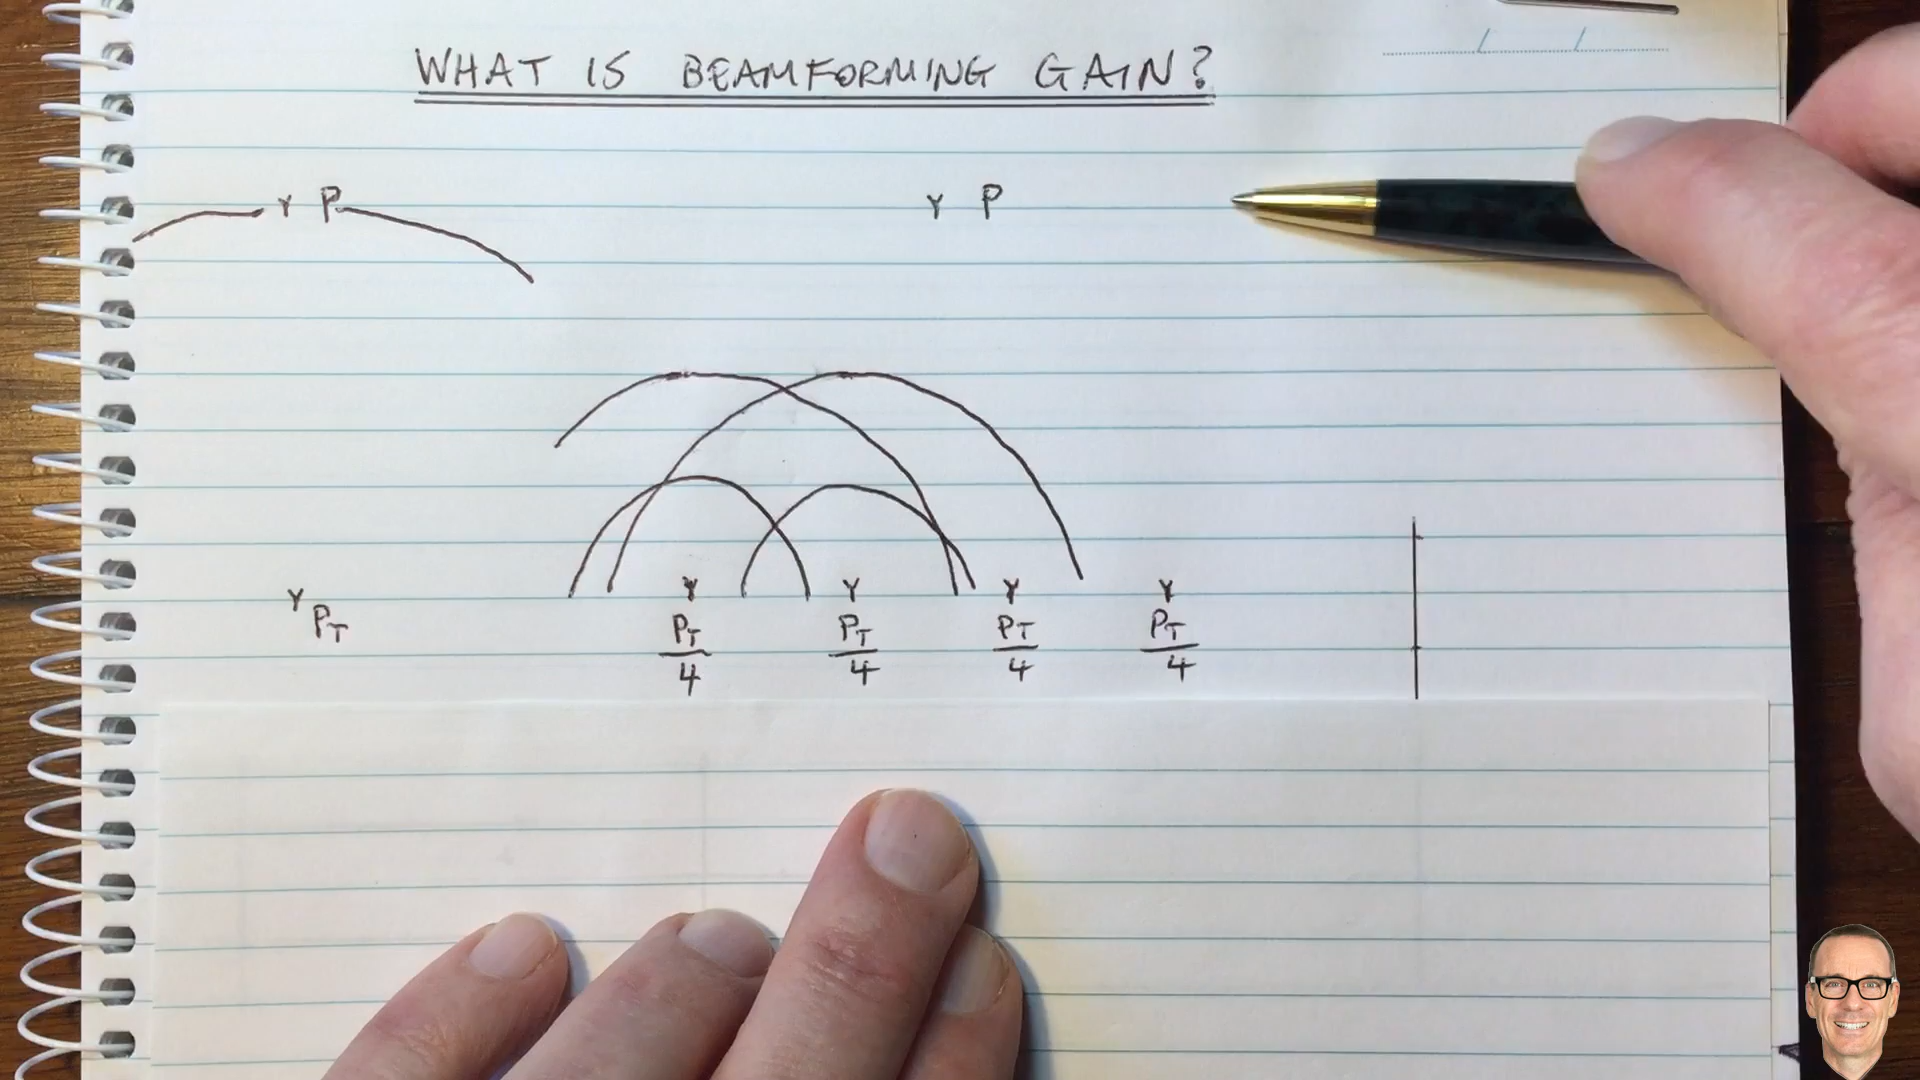 WHAT IS BEAMFORMING GAIN?
P P
P_T P_T/4 P_T/4 P_T/4 P_T/4